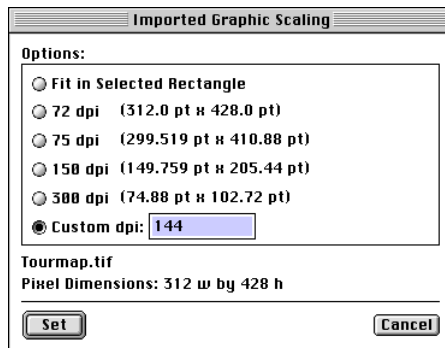 Imported Graphic Scaling
Options:
Fit in Selected Rectangle
72 dpi (312.0 pt x 428.0 pt)
75 dpi (299.519 pt x 410.88 pt)
150 dpi (149.759 pt x 205.44 pt)
300 dpi (74.88 pt x 102.72 pt)
Custom dpi: 144
Tourmap.tif
Pixel Dimensions: 312 w by 428 h
Set Cancel